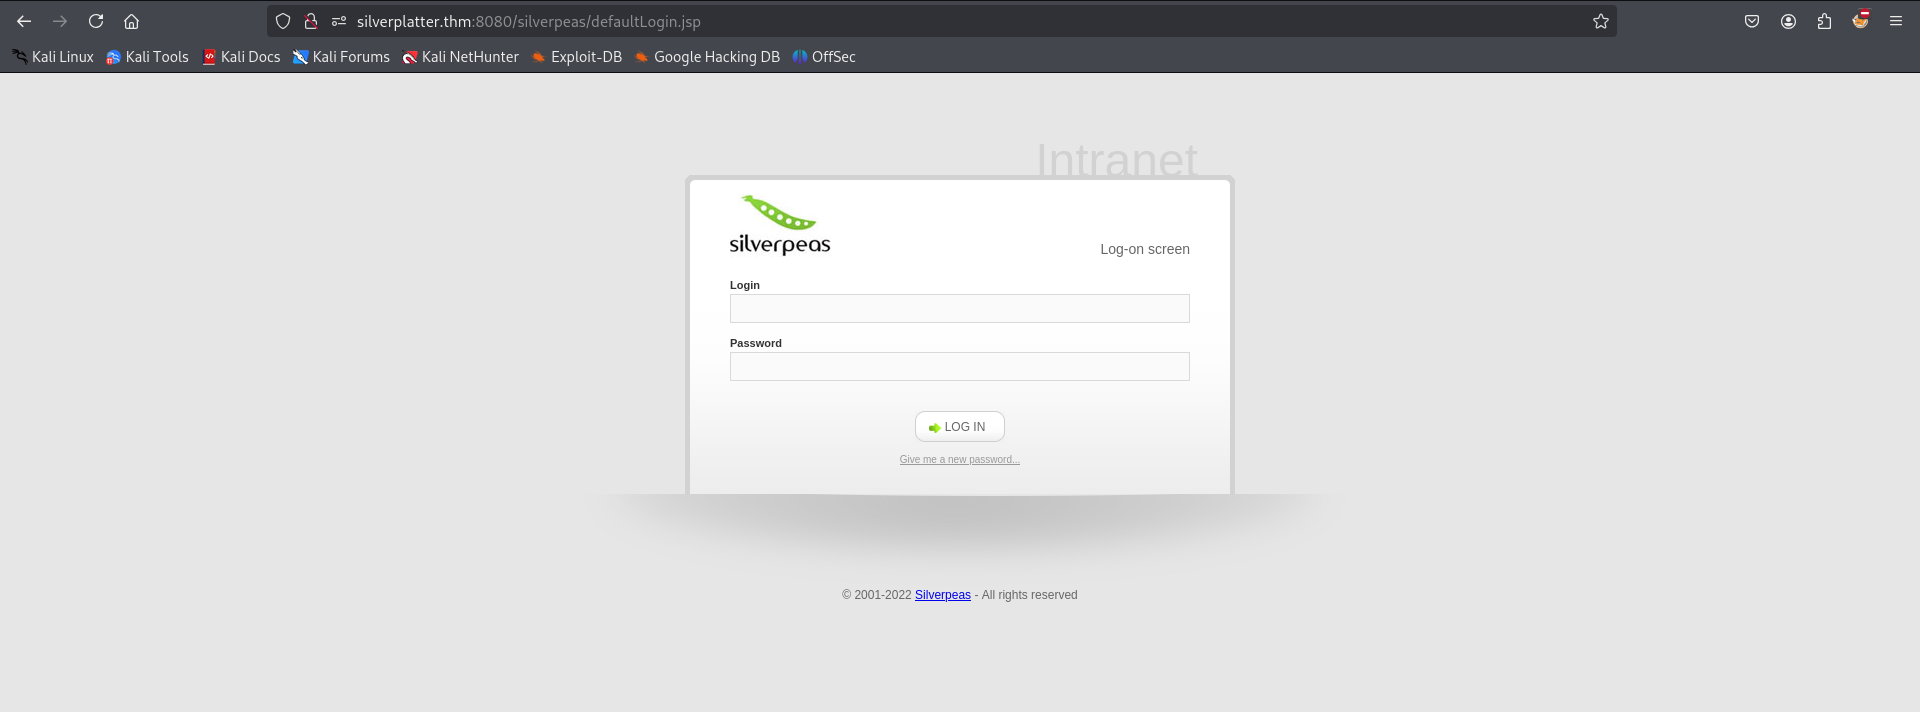 silverplatter.thm:8080/silverpeas/defaultLogin.jsp
Kali Linux Kali Tools Kali Docs Kali Forums Kali NetHunter Exploit-DB Google Hacking DB OffSec
Intranet
silverpeas
Log-on screen
Login
Password
LOG IN
Give me a new password...
© 2001-2022 Silverpeas - All rights reserved